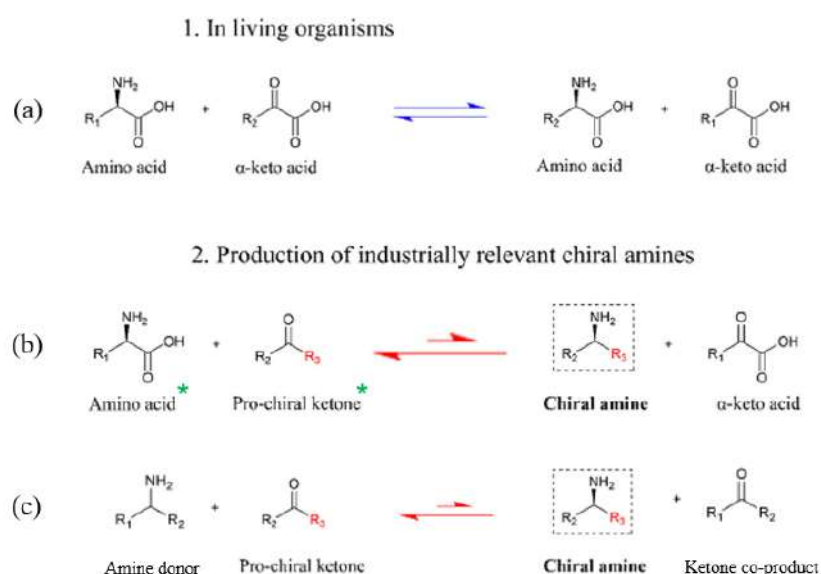 1. In living organisms
(a)
NH₂
O
R₁
OH
+
R₂
OH
NH₂
R₂
OH
+
O
R₁
OH
O
O
O
O
Amino acid
α-keto acid
Amino acid
α-keto acid
2. Production of industrially relevant chiral amines
(b)
NH₂
R₁
OH
O
+
O
R₂
R₃
NH₂
R₂
R₃
+
O
R₁
OH
O
Amino acid *
Pro-chiral ketone *
Chiral amine
α-keto acid
(c)
NH₂
R₁
R₂
+
O
R₂
R₃
NH₂
R₂
R₃
+
O
R₁
R₂
Amine donor
Pro-chiral ketone
Chiral amine
Ketone co-product